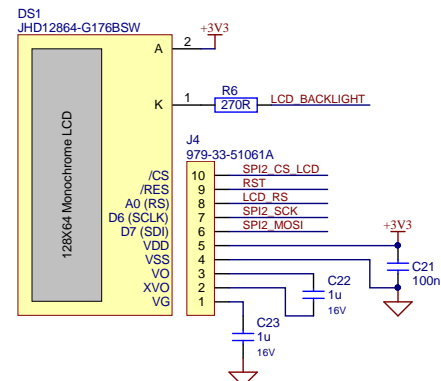 DS1
JHD12864-G176BSW
+3V3
A 2
K 1
R6
270R
LCD_BACKLIGHT
128X64 Monochrome LCD
J4
979-33-51061A
/CS 10 SPI2_CS_LCD
/RES 9 RST
A0 (RS) 8 LCD_RS
D6 (SCLK) 7 SPI2_SCK
D7 (SDI) 6 SPI2_MOSI
VDD 5
VSS 4
VO 3
XVO 2
VG 1
+3V3
C21
100n
C22
1u
16V
C23
1u
16V